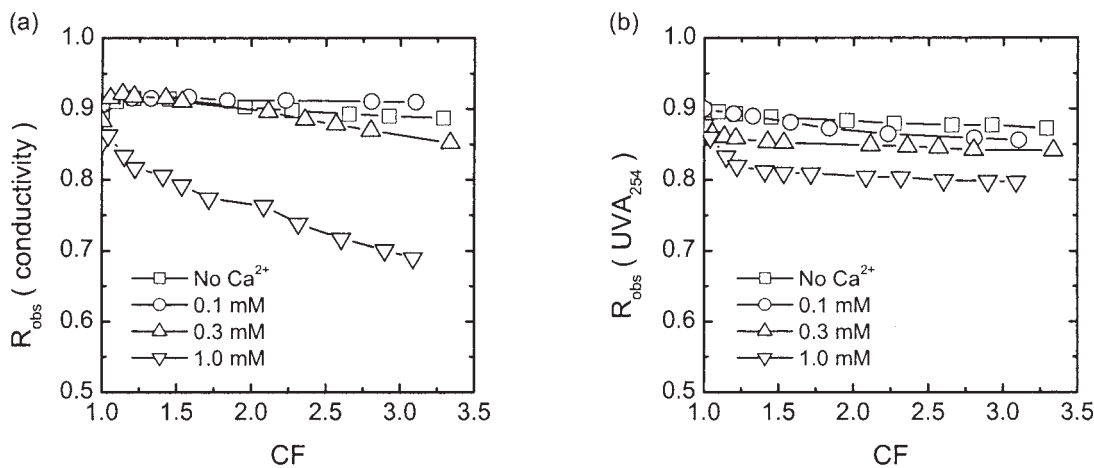 (a)
1.0
0.9
0.8
0.7
0.6
0.5
R_obs ( conductivity )
No Ca²⁺
0.1 mM
0.3 mM
1.0 mM
1.0 1.5 2.0 2.5 3.0 3.5
CF
(b)
1.0
0.9
0.8
0.7
0.6
0.5
R_obs ( UVA_254 )
No Ca²⁺
0.1 mM
0.3 mM
1.0 mM
1.0 1.5 2.0 2.5 3.0 3.5
CF